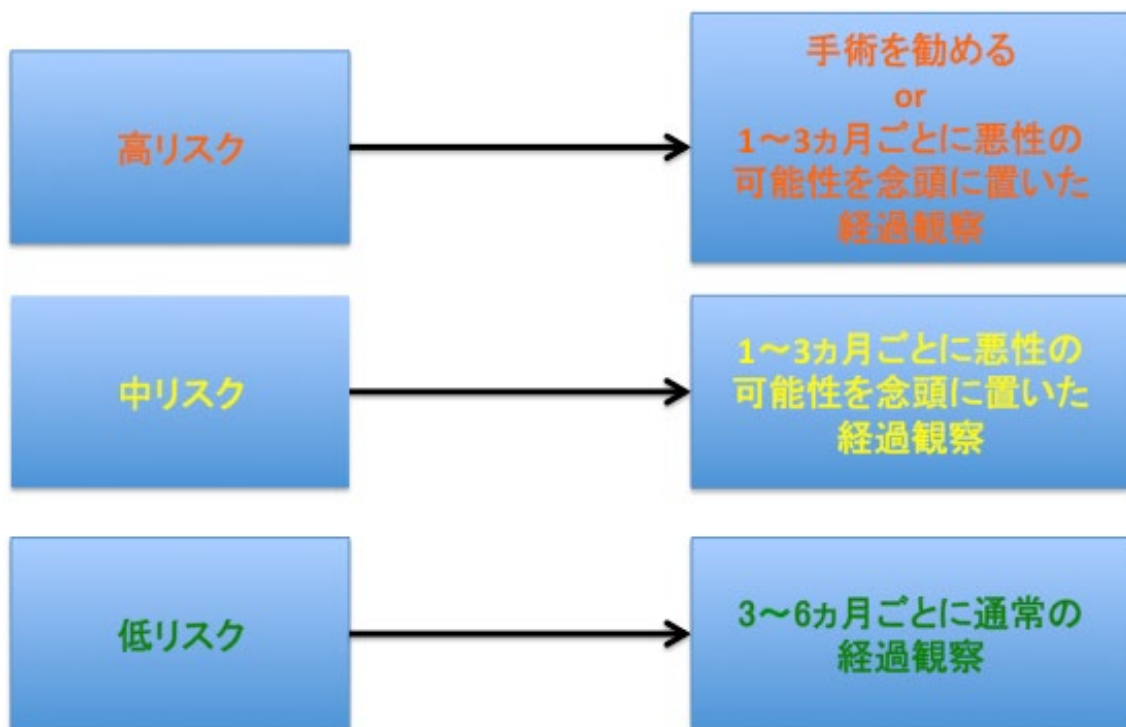 高リスク
手術を勧める
or
1～3ヵ月ごとに悪性の
可能性を念頭に置いた
経過観察
中リスク
1～3ヵ月ごとに悪性の
可能性を念頭に置いた
経過観察
低リスク
3～6ヵ月ごとに通常の
経過観察